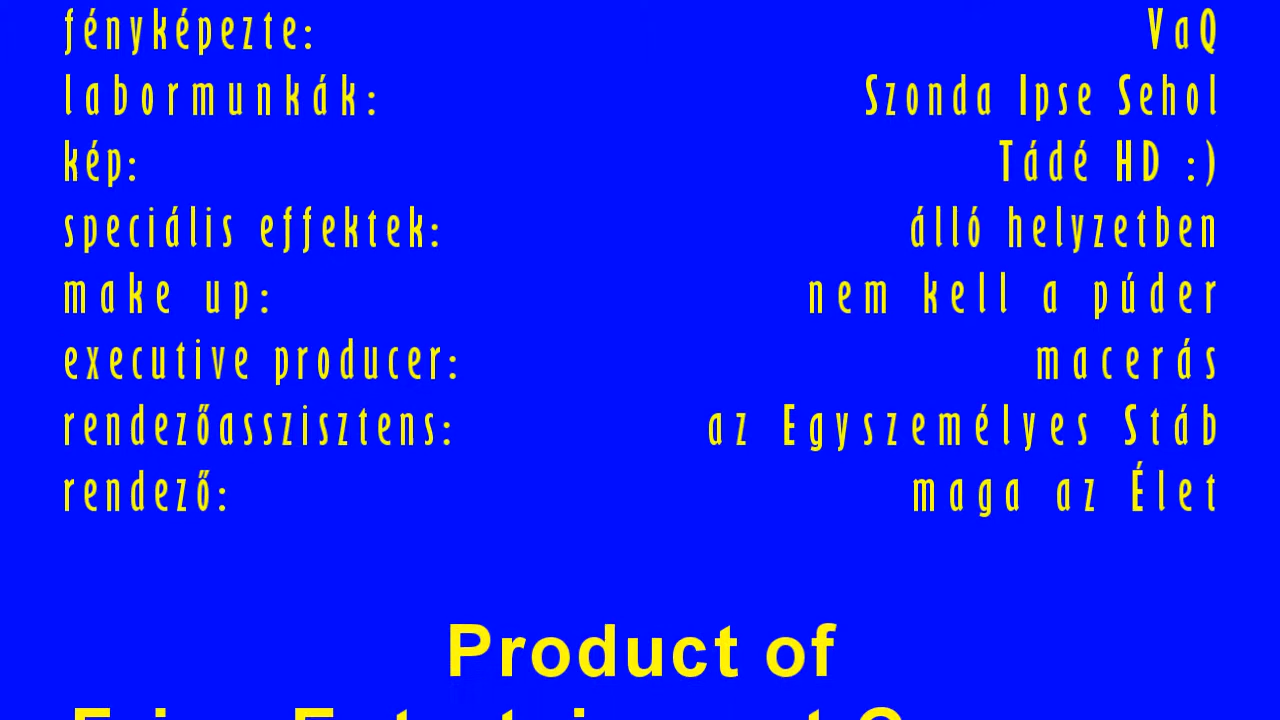 fényképezte: VaQ
labormunkák: Szonda Ipse Sehol
kép: Tádé HD :)
speciális effektek: álló helyzetben
make up: nem kell a púder
executive producer: macerás
rendezőasszisztens: az Egyszemélyes Stáb
rendező: maga az Élet
Product of